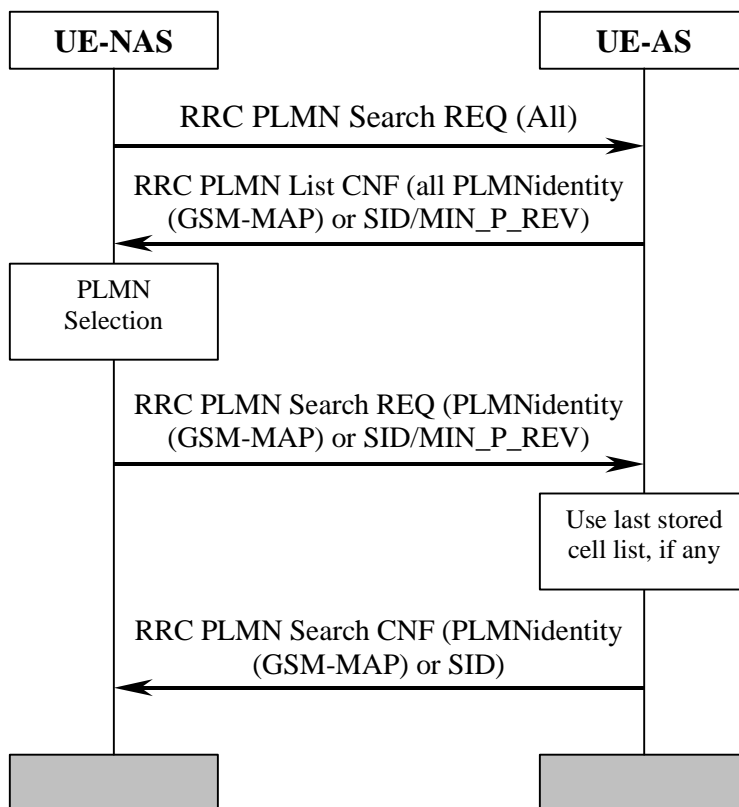 UE-NAS
UE-AS
RRC PLMN Search REQ (All)
RRC PLMN List CNF (all PLMNidentity
(GSM-MAP) or SID/MIN_P_REV)
PLMN
Selection
RRC PLMN Search REQ (PLMNidentity
(GSM-MAP) or SID/MIN_P_REV)
Use last stored
cell list, if any
RRC PLMN Search CNF (PLMNidentity
(GSM-MAP) or SID)